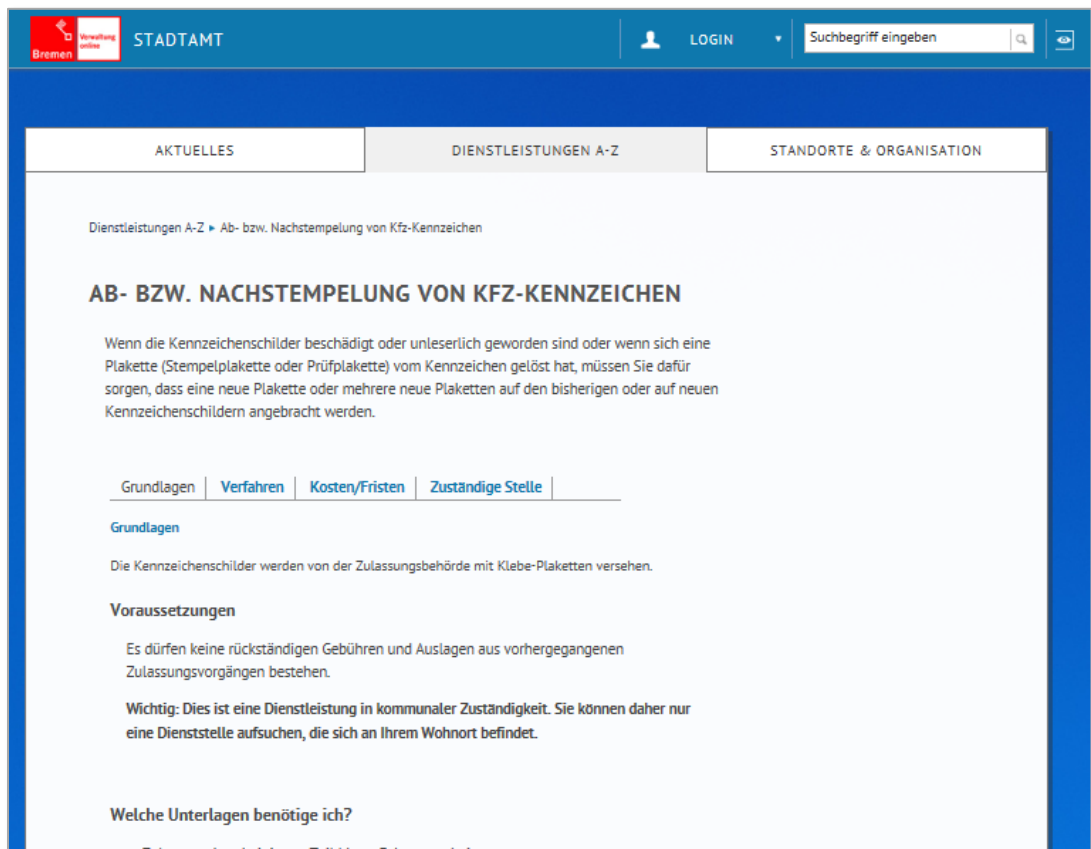 Bremen
Verwaltung
online
STADTAMT
LOGIN
Suchbegriff eingeben
AKTUELLES
DIENSTLEISTUNGEN A-Z
STANDORTE & ORGANISATION
Dienstleistungen A-Z ▸ Ab- bzw. Nachstempelung von Kfz-Kennzeichen
AB- BZW. NACHSTEMPELUNG VON KFZ-KENNZEICHEN
Wenn die Kennzeichenschilder beschädigt oder unleserlich geworden sind oder wenn sich eine
Plakette (Stempelplakette oder Prüfplakette) vom Kennzeichen gelöst hat, müssen Sie dafür
sorgen, dass eine neue Plakette oder mehrere neue Plaketten auf den bisherigen oder auf neuen
Kennzeichenschildern angebracht werden.
Grundlagen
Verfahren
Kosten/Fristen
Zuständige Stelle
Grundlagen
Die Kennzeichenschilder werden von der Zulassungsbehörde mit Klebe-Plaketten versehen.
Voraussetzungen
Es dürfen keine rückständigen Gebühren und Auslagen aus vorhergegangenen
Zulassungsvorgängen bestehen.
Wichtig: Dies ist eine Dienstleistung in kommunaler Zuständigkeit. Sie können daher nur
eine Dienststelle aufsuchen, die sich an Ihrem Wohnort befindet.
Welche Unterlagen benötige ich?